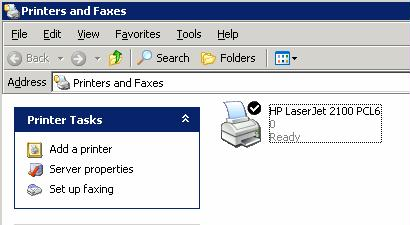 Printers and Faxes
File Edit View Favorites Tools Help
Back Search Folders
Address Printers and Faxes
Printer Tasks
Add a printer
Server properties
Set up faxing
HP LaserJet 2100 PCL6
0
Ready